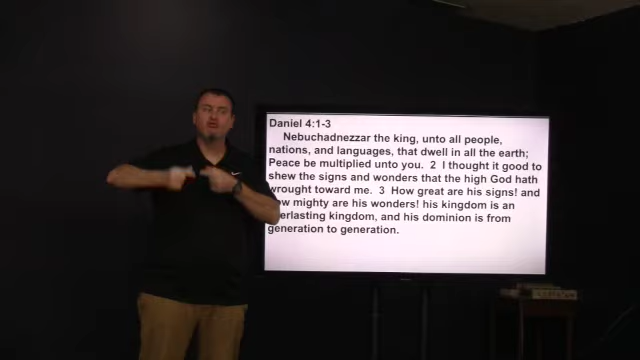 Daniel 4:1-3
Nebuchadnezzar the king, unto all people,
nations, and languages, that dwell in all the earth;
Peace be multiplied unto you. 2 I thought it good to
shew the signs and wonders that the high God hath
wrought toward me. 3 How great are his signs! and
mighty are his wonders! his kingdom is an
kingdom, and his dominion is from
generation to generation.